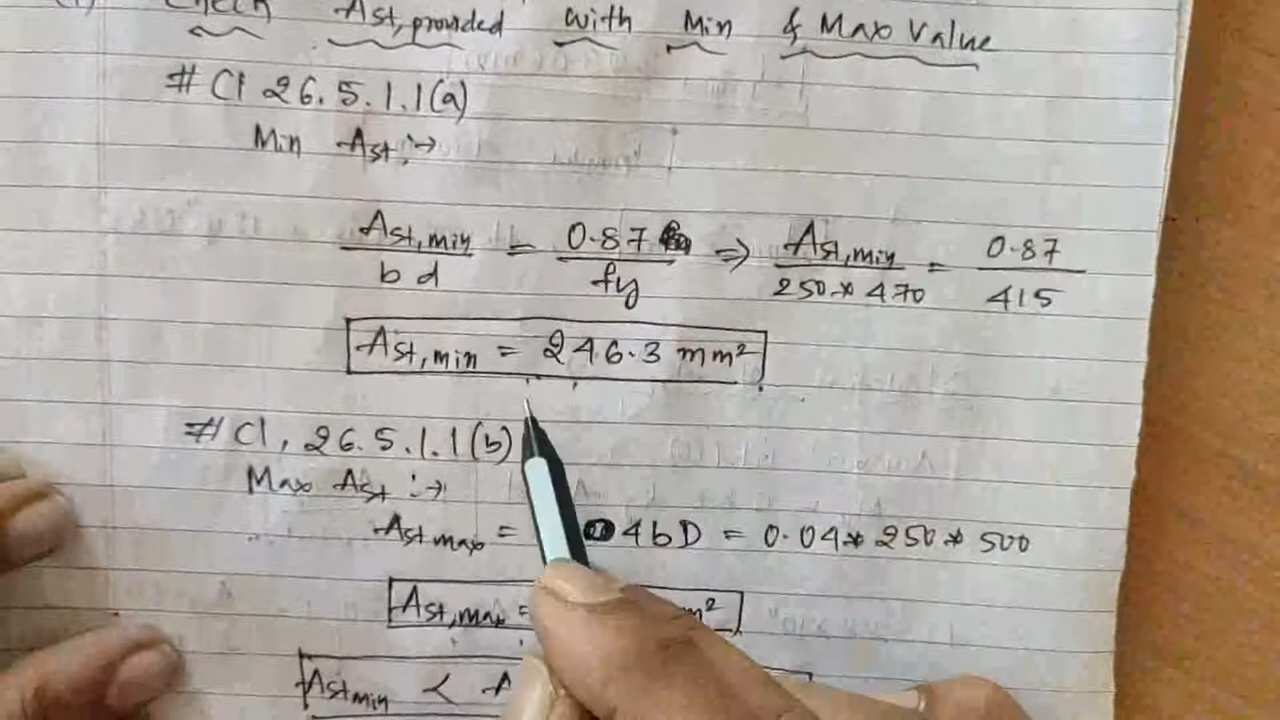 Check Ast,provided with Min & Max Value
# Cl 26.5.1.1(a)
Min Ast :→
Ast,min / b d = 0.87 / fy ⇒ Ast,min / 250*470 = 0.87 / 415
Ast,min = 246.3 mm²
# Cl, 26.5.1.1(b)
Max Ast :→
Ast max = 4bD = 0.04* 250* 500
Ast,max = mm²
Astmin < A